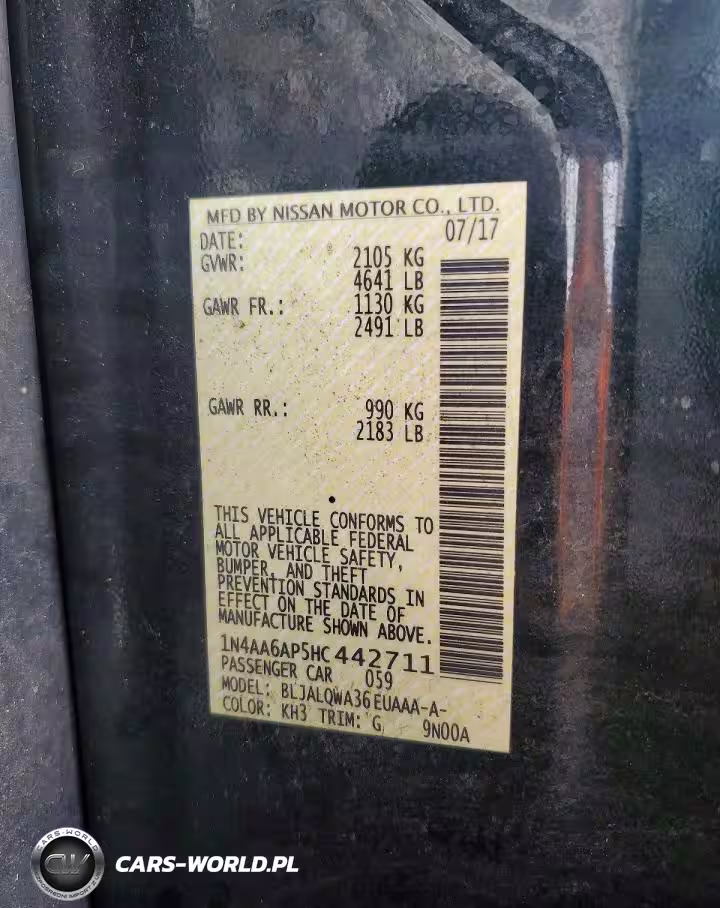 MFD BY NISSAN MOTOR CO., LTD.
DATE: 07/17
GVWR: 2105 KG
4641 LB
GAWR FR.: 1130 KG
2491 LB
GAWR RR.: 990 KG
2183 LB
THIS VEHICLE CONFORMS TO
ALL APPLICABLE FEDERAL
MOTOR VEHICLE SAFETY,
BUMPER, AND THEFT
PREVENTION STANDARDS IN
EFFECT ON THE DATE OF
MANUFACTURE SHOWN ABOVE.
1N4AA6AP5HC442711
PASSENGER CAR 059
MODEL: BLJALQWA36EUAAA-A-
COLOR: KH3 TRIM: G 9N00A
CARS-WORLD
CW
CARS-WORLD.PL